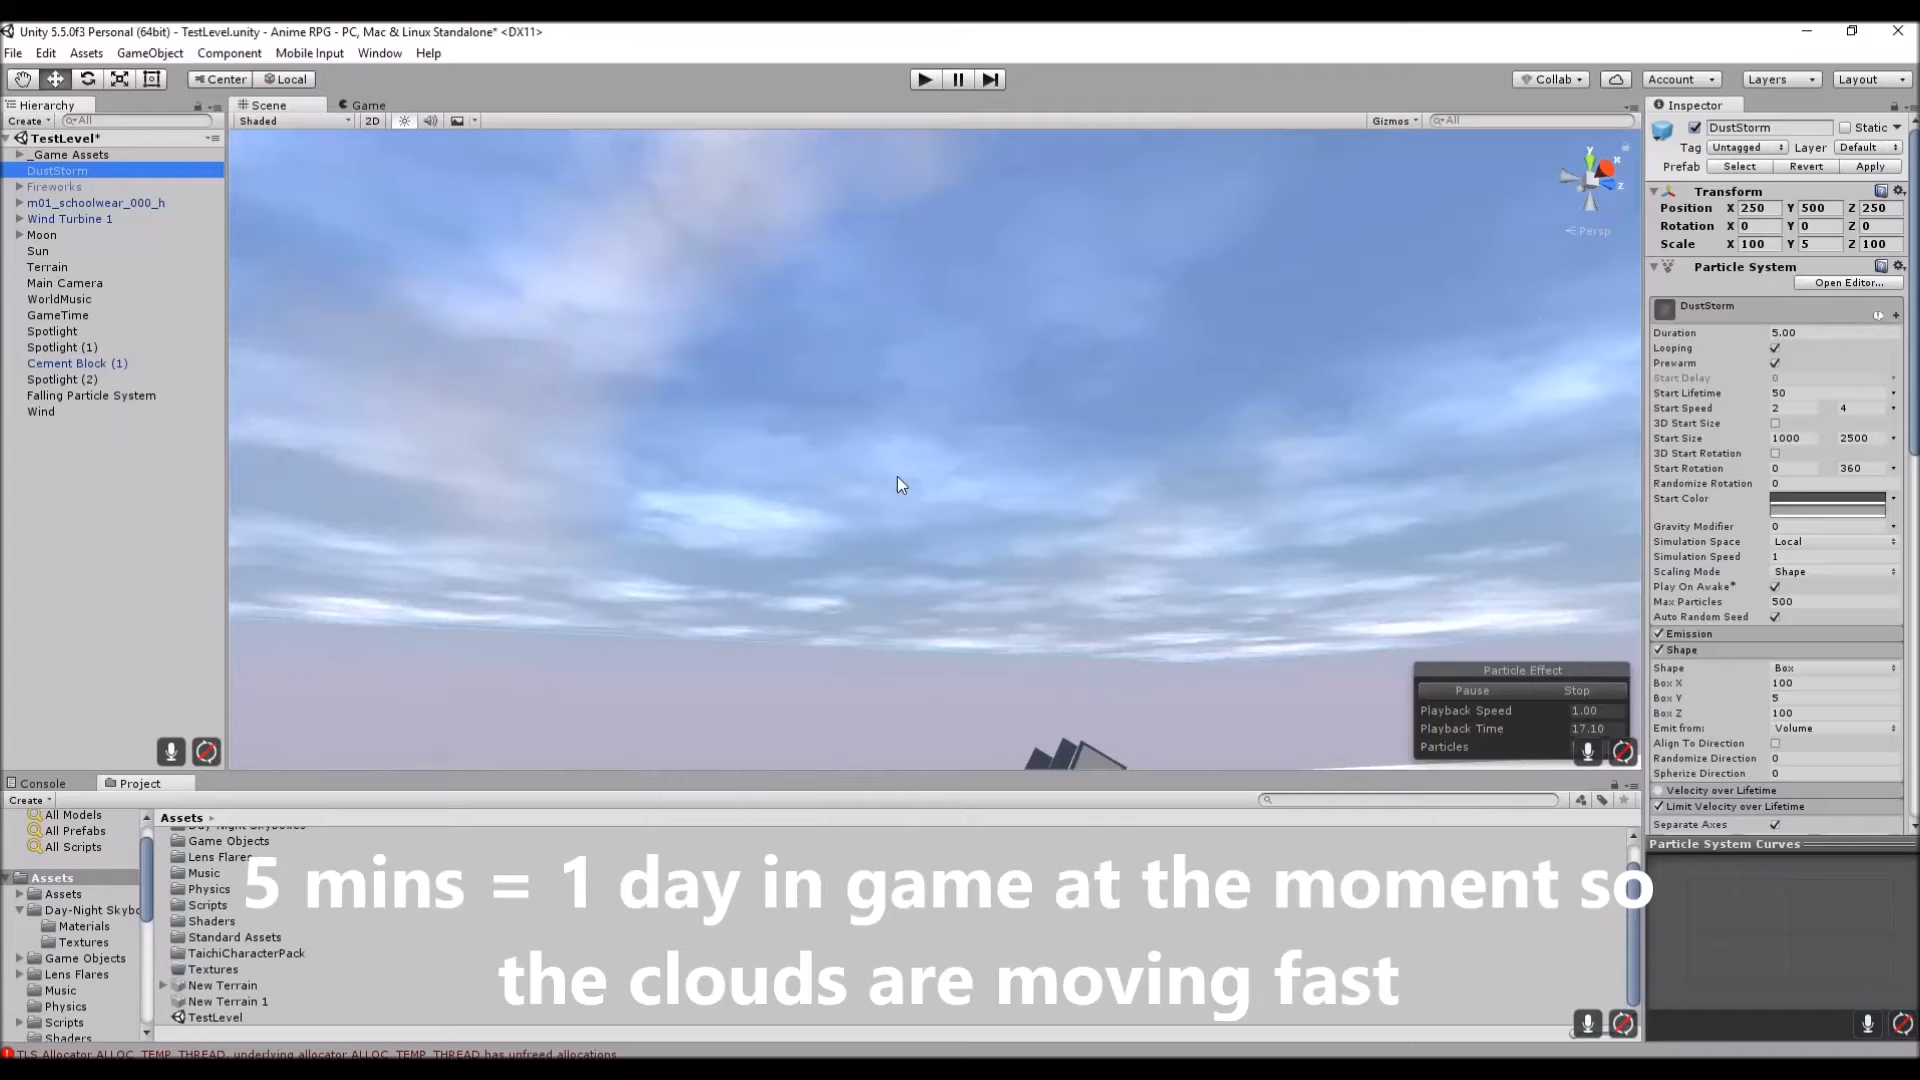 Unity 5.5.0f3 Personal (64bit) - TestLevel.unity - Anime RPG - PC, Mac & Linux Standalone* <DX11>
File Edit Assets GameObject Component Mobile Input Window Help
Center Local Collab Account Layers Layout
Hierarchy
Create All
TestLevel*
_Game Assets
DustStorm
Fireworks
m01_schoolwear_000_h
Wind Turbine 1
Moon
Sun
Terrain
Main Camera
WorldMusic
GameTime
Spotlight
Spotlight (1)
Cement Block (1)
Spotlight (2)
Falling Particle System
Wind
Scene Game
Shaded 2D Gizmos All
y
x
z
Persp
Particle Effect
Pause Stop
Playback Speed 1.00
Playback Time 17.10
Particles
Inspector
DustStorm Static
Tag Untagged Layer Default
Prefab Select Revert Apply
Transform
Position X 250 Y 500 Z 250
Rotation X 0 Y 0 Z 0
Scale X 100 Y 5 Z 100
Particle System
Open Editor...
DustStorm
Duration 5.00
Looping
Prewarm
Start Delay 0
Start Lifetime 50
Start Speed 2 4
3D Start Size
Start Size 1000 2500
3D Start Rotation
Start Rotation 0 360
Randomize Rotation 0
Start Color
Gravity Modifier 0
Simulation Space Local
Simulation Speed 1
Scaling Mode Shape
Play On Awake*
Max Particles 500
Auto Random Seed
Emission
Shape
Shape Box
Box X 100
Box Y 5
Box Z 100
Emit from: Volume
Align To Direction
Randomize Direction 0
Spherize Direction 0
Velocity over Lifetime
Limit Velocity over Lifetime
Separate Axes
Particle System Curves
Console Project
Create
All Models
All Prefabs
All Scripts
Assets
Assets
Day-Night Skybo
Materials
Textures
Game Objects
Lens Flares
Music
Physics
Scripts
Shaders
Assets
Day-Night Skyboxes
Game Objects
Lens Flares
Music
Physics
Scripts
Shaders
Standard Assets
TaichiCharacterPack
Textures
New Terrain
New Terrain 1
TestLevel
5 mins = 1 day in game at the moment so
the clouds are moving fast
TLS Allocator ALLOC_TEMP_THREAD, underlying allocator ALLOC_TEMP_THREAD has unfreed allocations